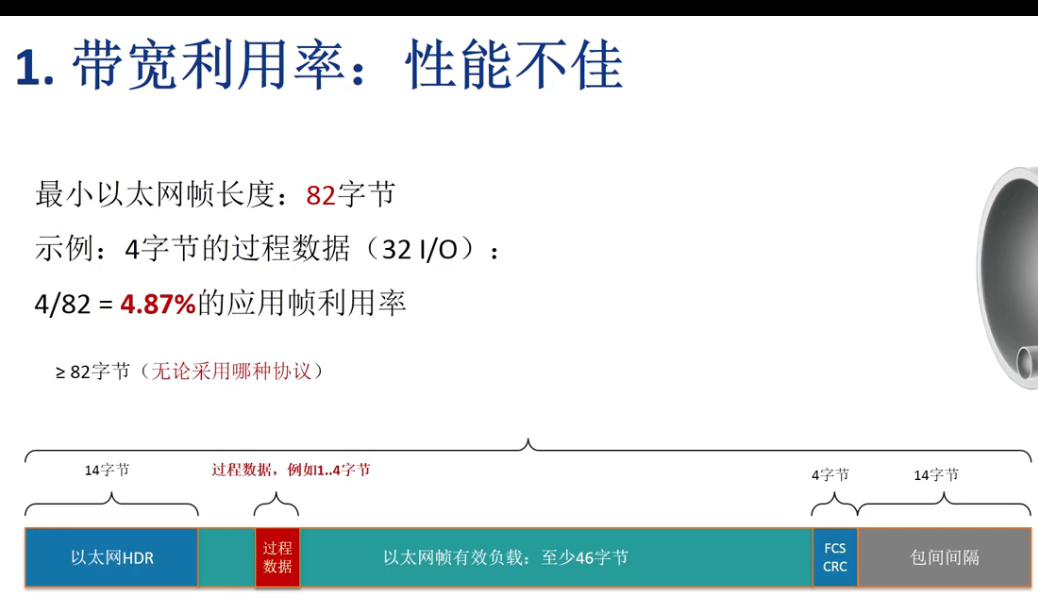 1. 带宽利用率：性能不佳
最小以太网帧长度：82字节
示例：4字节的过程数据（32 I/O）：
4/82 = 4.87%的应用帧利用率
≥ 82字节（无论采用哪种协议）
14字节
过程数据，例如1..4字节
4字节
14字节
以太网HDR
过程
数据
以太网帧有效负载：至少46字节
FCS
CRC
包间间隔